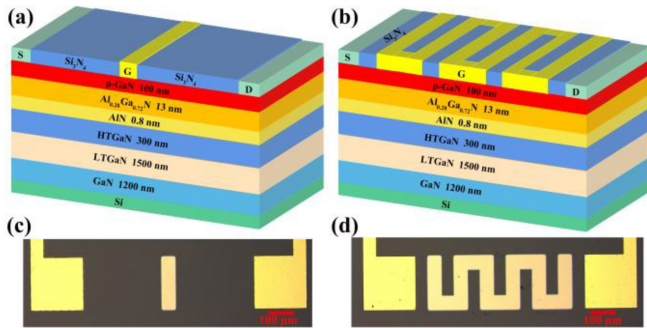 (a)
S
Si₃N₄
G
Si₃N₄
D
p-GaN 100 nm
Al₀.₂₈Ga₀.₇₂N 13 nm
AlN 0.8 nm
HTGaN 300 nm
LTGaN 1500 nm
GaN 1200 nm
Si
(b)
Si₃N₄
S
G
D
p-GaN 100 nm
Al₀.₂₈Ga₀.₇₂N 13 nm
AlN 0.8 nm
HTGaN 300 nm
LTGaN 1500 nm
GaN 1200 nm
Si
(c)
100 μm
(d)
100 μm